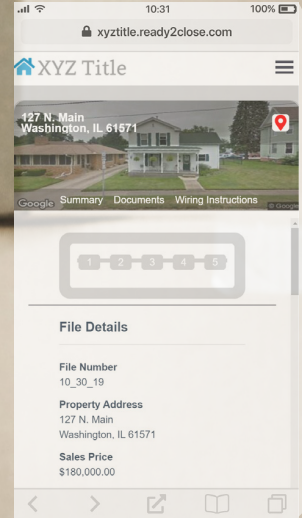 10:31
100%
xyztitle.ready2close.com
XYZ Title
127 N. Main
Washington, IL 61571
Google
Summary Documents Wiring Instructions
© Google
1 2 3 4 5
File Details
File Number
10_30_19
Property Address
127 N. Main
Washington, IL 61571
Sales Price
$180,000.00